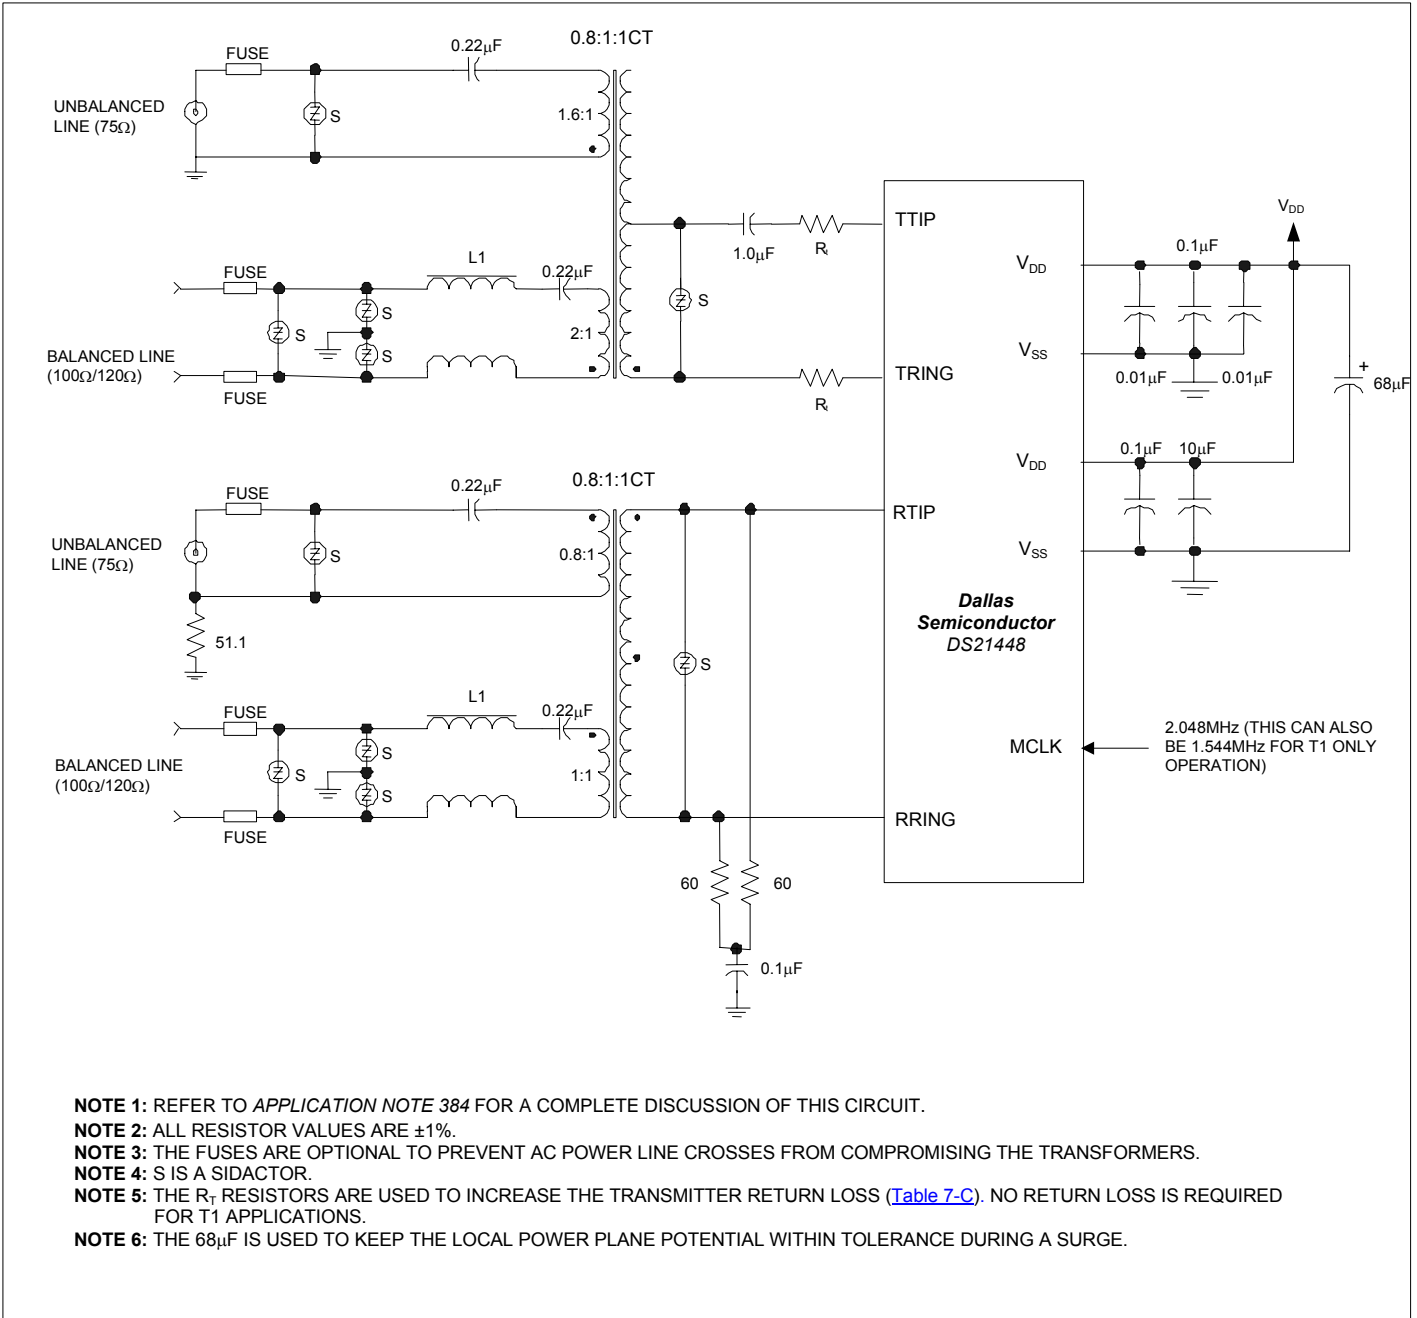 0.8:1:1CT
0.22µF
FUSE
UNBALANCED
LINE (75Ω)
S
1.6:1
TTIP
VDD
1.0µF
Rt
L1
FUSE
0.22µF
0.1µF
VDD
S
S
S
S
2:1
BALANCED LINE
(100Ω/120Ω)
VSS
TRING
0.01µF
0.01µF
+
68µF
FUSE
Rt
0.1µF
10µF
VDD
0.8:1:1CT
0.22µF
FUSE
RTIP
UNBALANCED
LINE (75Ω)
S
0.8:1
VSS
Dallas
Semiconductor
DS21448
51.1
S
L1
FUSE
0.22µF
2.048MHz (THIS CAN ALSO
BE 1.544MHz FOR T1 ONLY
OPERATION)
MCLK
BALANCED LINE
(100Ω/120Ω)
S
S
S
1:1
RRING
FUSE
60
60
0.1µF
NOTE 1: REFER TO APPLICATION NOTE 384 FOR A COMPLETE DISCUSSION OF THIS CIRCUIT.
NOTE 2: ALL RESISTOR VALUES ARE ±1%.
NOTE 3: THE FUSES ARE OPTIONAL TO PREVENT AC POWER LINE CROSSES FROM COMPROMISING THE TRANSFORMERS.
NOTE 4: S IS A SIDACTOR.
NOTE 5: THE RT RESISTORS ARE USED TO INCREASE THE TRANSMITTER RETURN LOSS (Table 7-C). NO RETURN LOSS IS REQUIRED
FOR T1 APPLICATIONS.
NOTE 6: THE 68µF IS USED TO KEEP THE LOCAL POWER PLANE POTENTIAL WITHIN TOLERANCE DURING A SURGE.